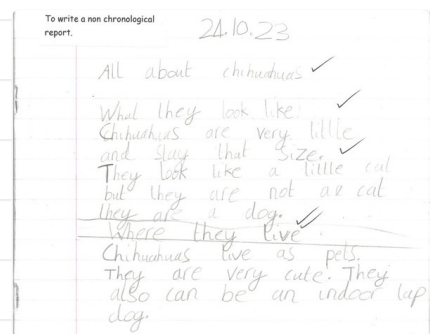 To write a non chronological
report.
24.10.23
All about chihuahuas
What they look like:
Chihuahuas are very little
and stay that size.
They look like a little cat
but they are not a cat
they are a dog.
Where they live
Chihuahuas live as pets.
They are very cute. They
also can be an indoor lap
dog.